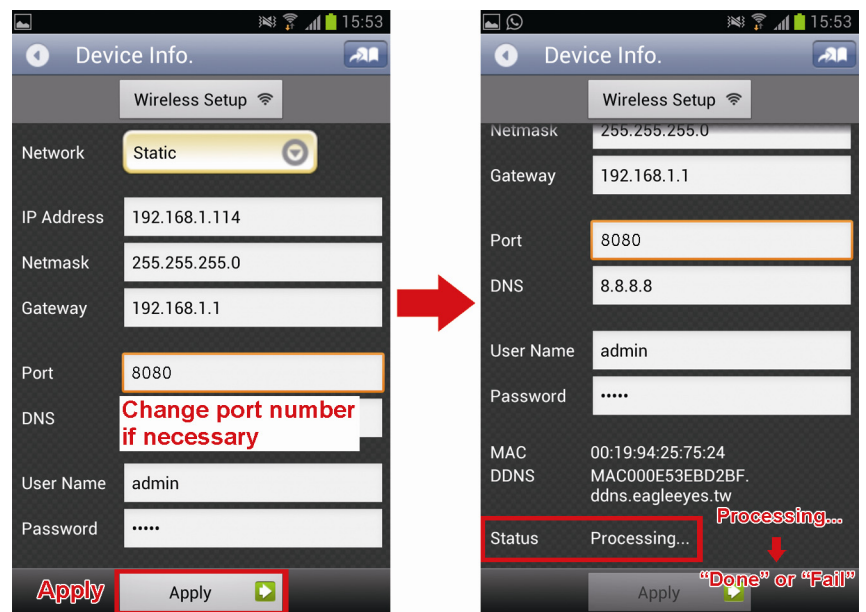 15:53
Device Info.
Wireless Setup
Network Static
IP Address 192.168.1.114
Netmask 255.255.255.0
Gateway 192.168.1.1
Port 8080
DNS
Change port number
if necessary
User Name admin
Password •••••
Apply Apply
15:53
Device Info.
Wireless Setup
Netmask 255.255.255.0
Gateway 192.168.1.1
Port 8080
DNS 8.8.8.8
User Name admin
Password •••••
MAC 00:19:94:25:75:24
DDNS MAC000E53EBD2BF.
ddns.eagleeyes.tw
Processing...
Status Processing...
"Done" or "Fail"
Apply